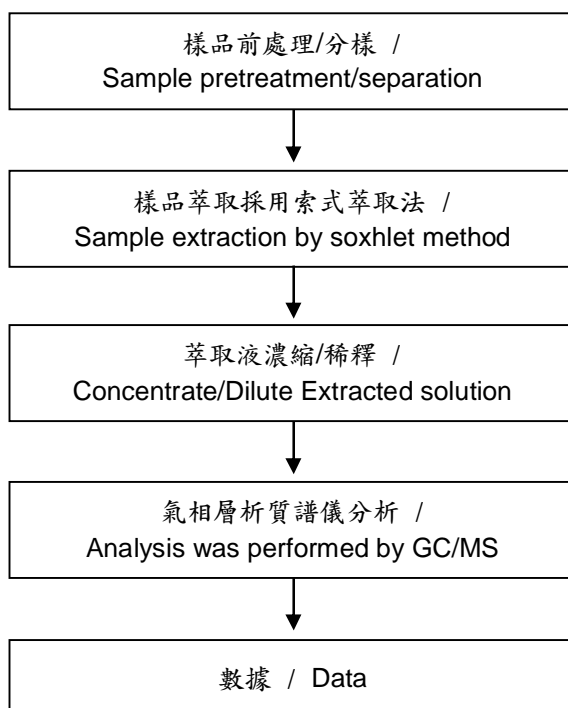 樣品前處理/分樣 /
Sample pretreatment/separation
樣品萃取採用索式萃取法 /
Sample extraction by soxhlet method
萃取液濃縮/稀釋 /
Concentrate/Dilute Extracted solution
氣相層析質譜儀分析 /
Analysis was performed by GC/MS
數據 / Data